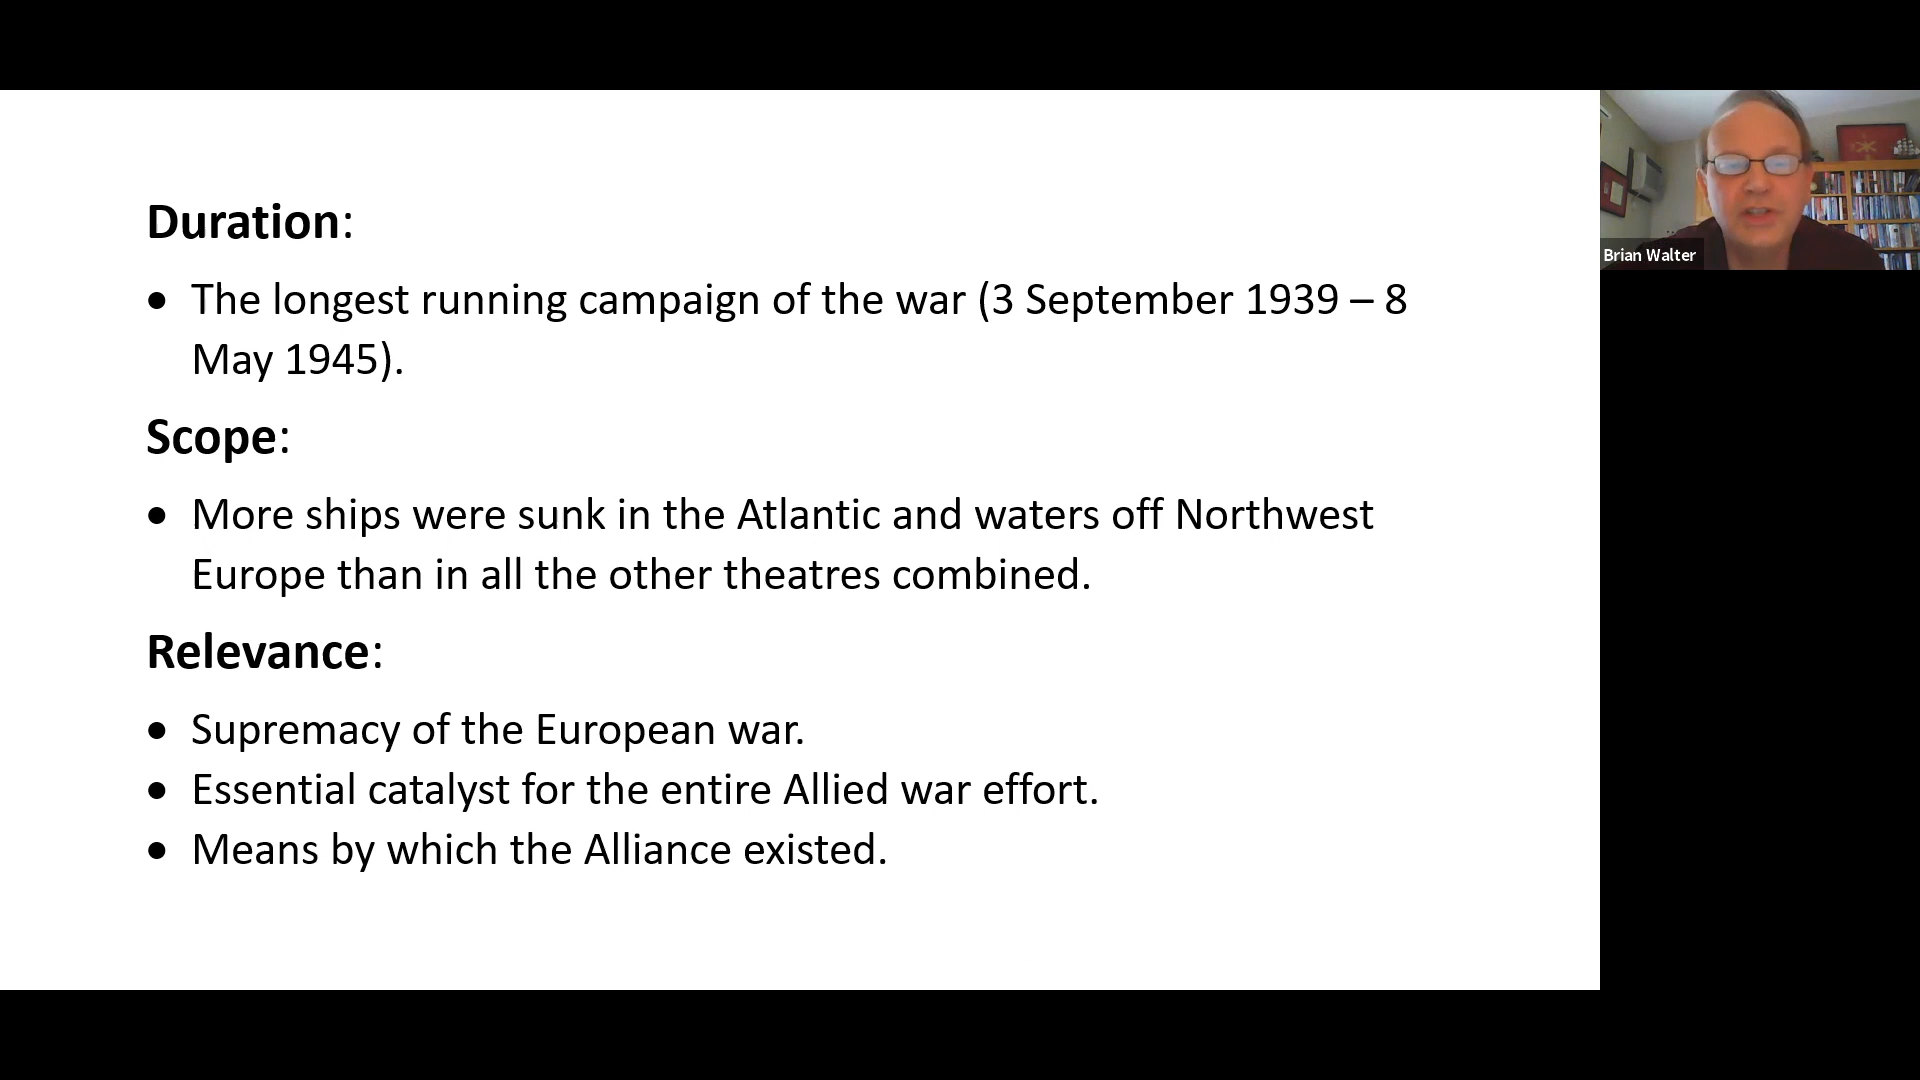 Duration:
• The longest running campaign of the war (3 September 1939 – 8
May 1945).
Scope:
• More ships were sunk in the Atlantic and waters off Northwest
Europe than in all the other theatres combined.
Relevance:
• Supremacy of the European war.
• Essential catalyst for the entire Allied war effort.
• Means by which the Alliance existed.
Brian Walter